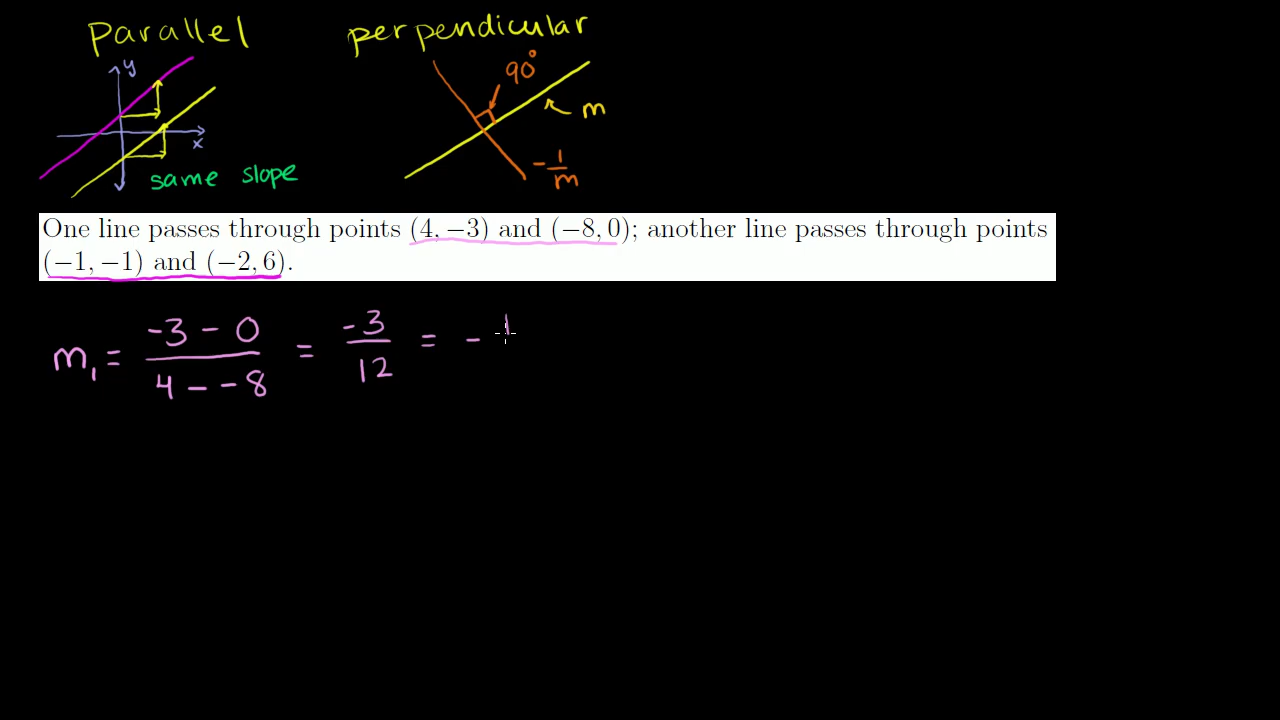 Parallel
perpendicular
y
x
same slope
90°
m
-1/m
One line passes through points (4, −3) and (−8, 0); another line passes through points
(−1, −1) and (−2, 6).
m₁ = (-3 - 0)/(4 - -8) = -3/12 = - 1